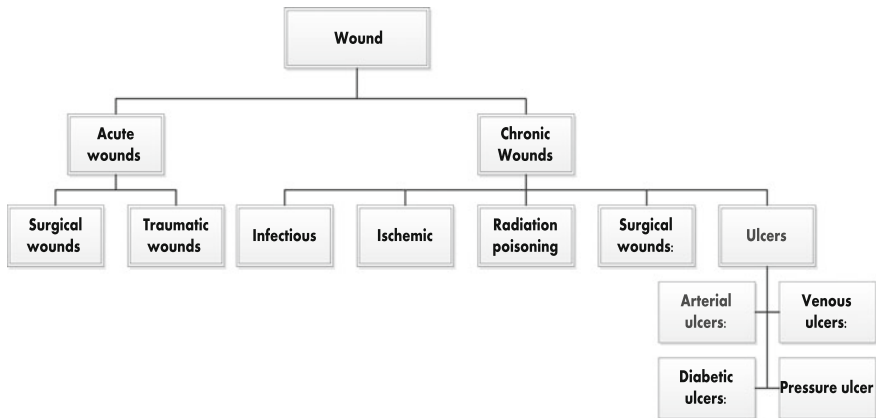 Wound
Acute
wounds
Chronic
Wounds
Surgical
wounds
Traumatic
wounds
Infectious
Ischemic
Radiation
poisoning
Surgical
wounds:
Ulcers
Arterial
ulcers:
Venous
ulcers:
Diabetic
ulcers:
Pressure ulcer